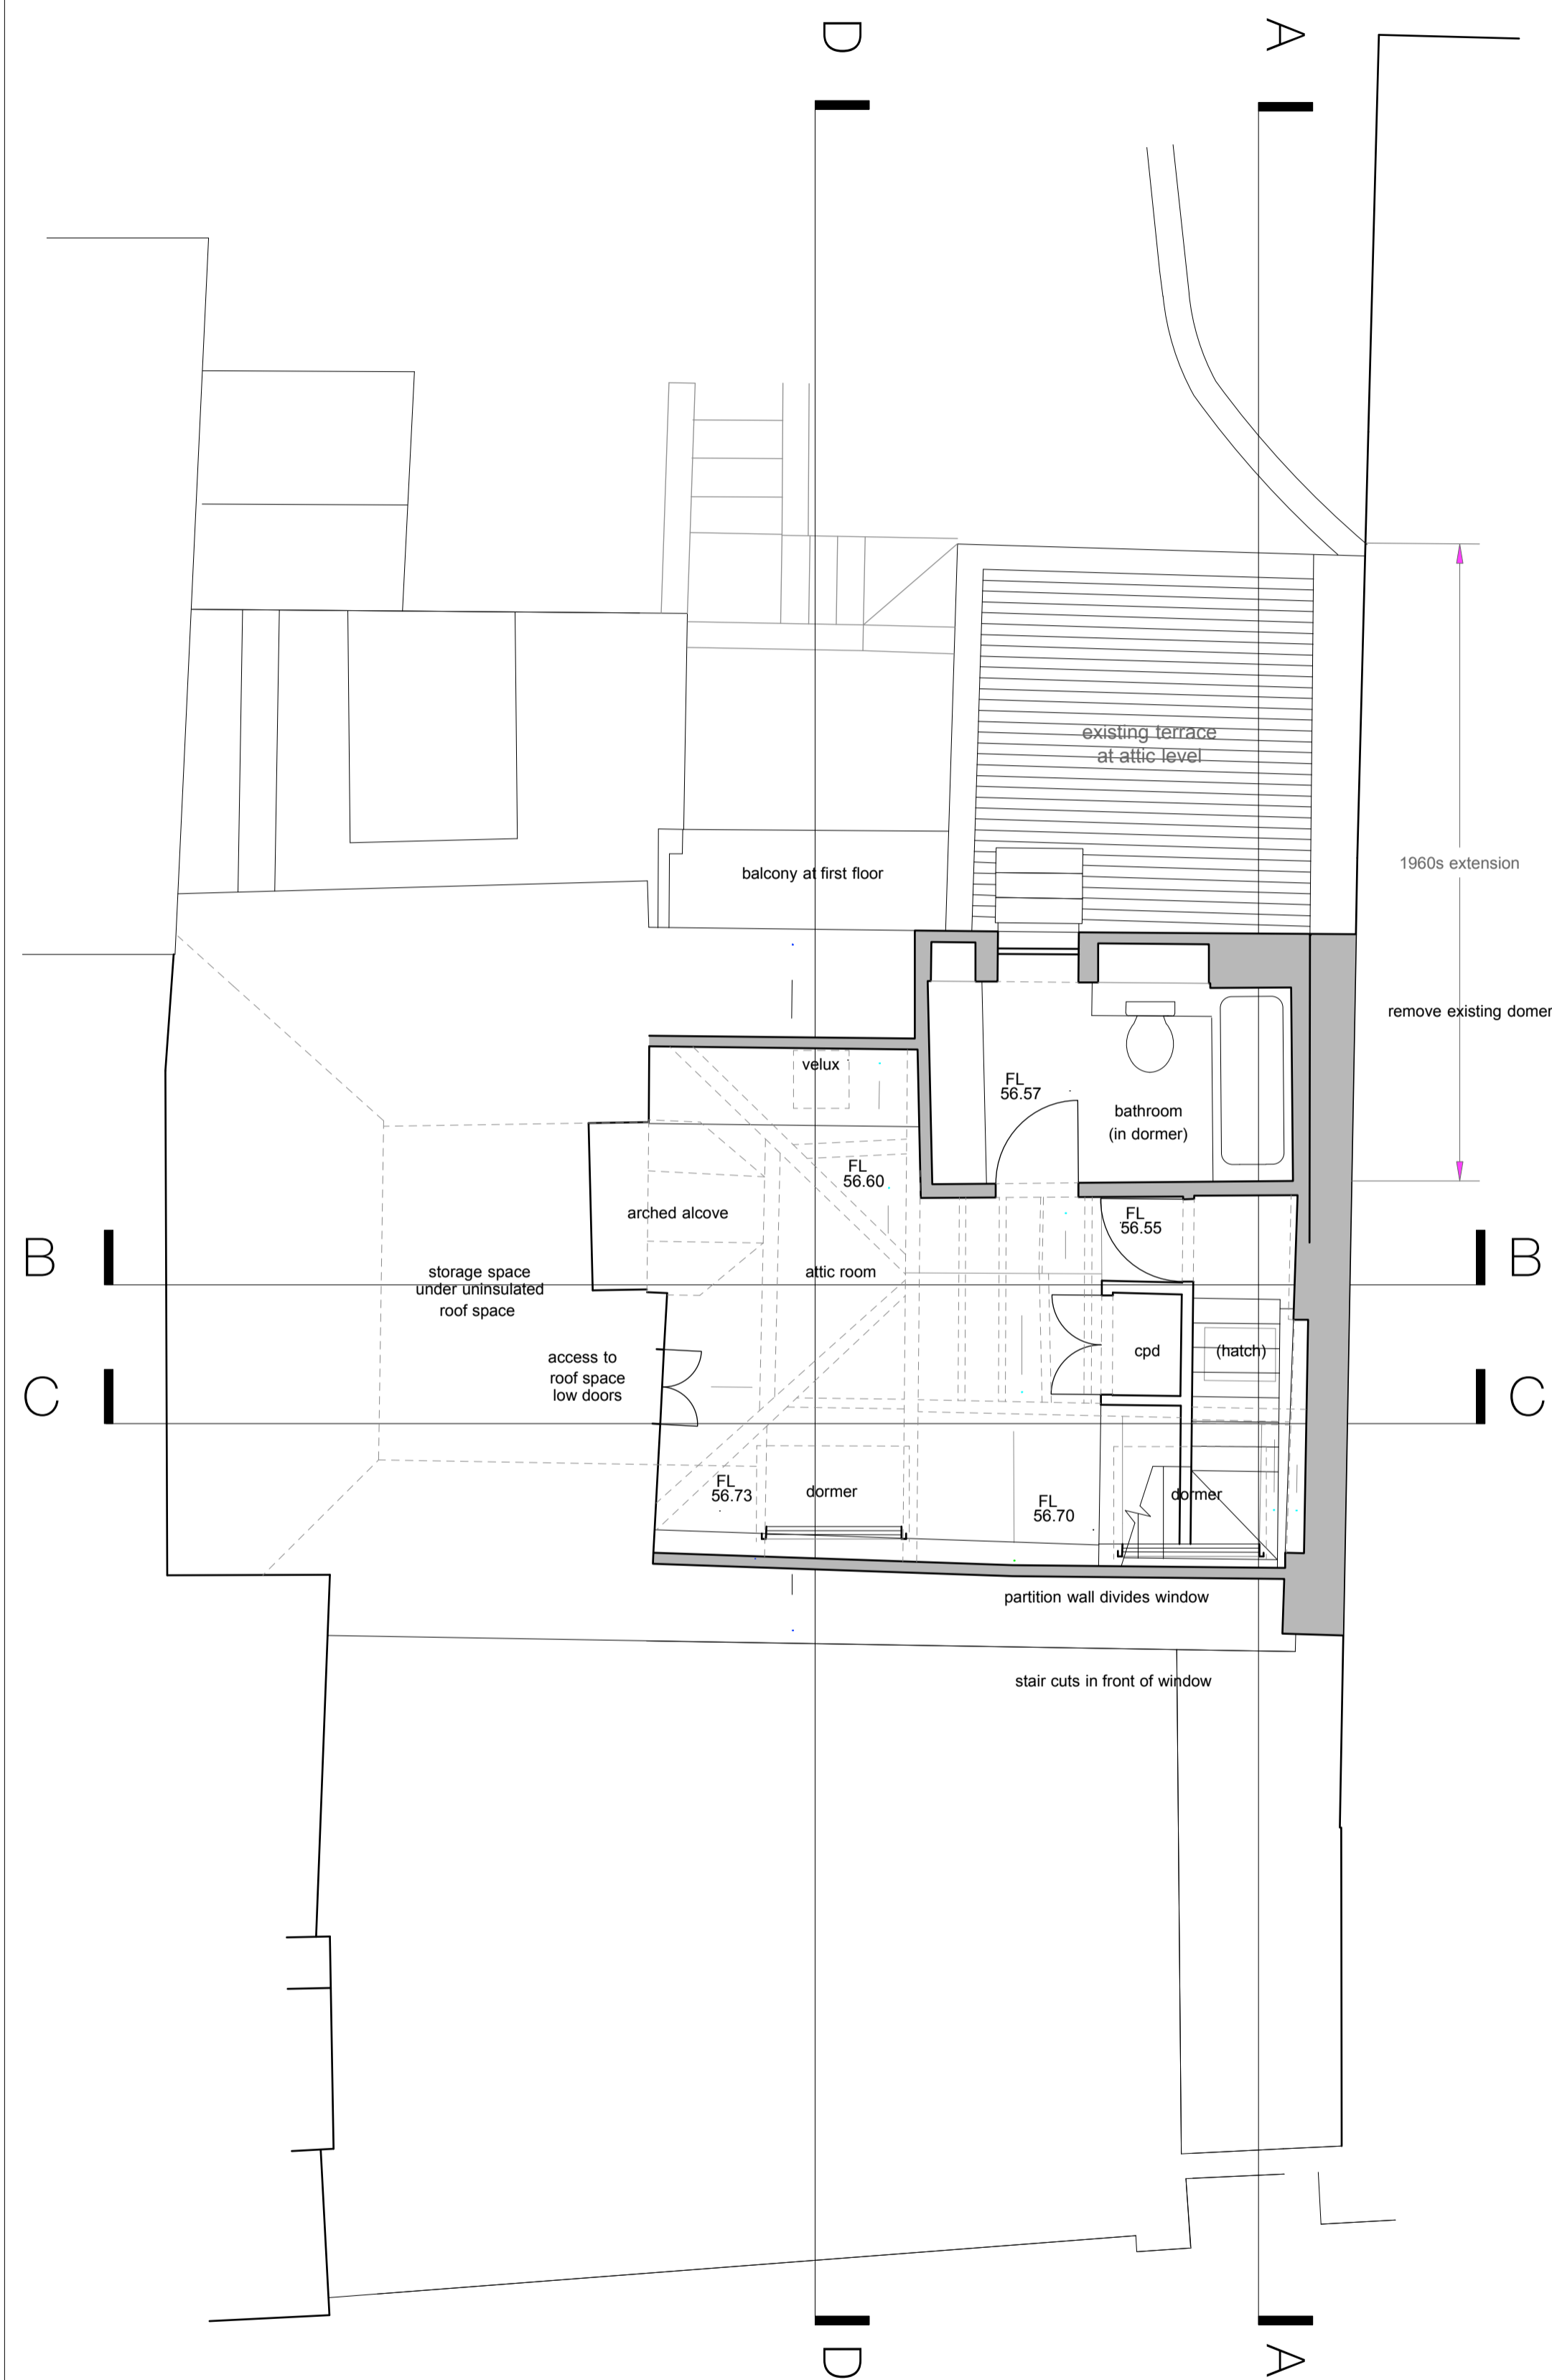 D
A
existing terrace
at attic level
balcony at first floor
1960s extension
remove existing domer
velux
FL
56.57
bathroom
(in dormer)
FL
56.60
arched alcove
FL
56.55
B
B
storage space
under uninsulated
roof space
attic room
access to
roof space
low doors
cpd
(hatch)
C
C
FL
56.73
dormer
FL
56.70
dormer
partition wall divides window
stair cuts in front of window
D
A